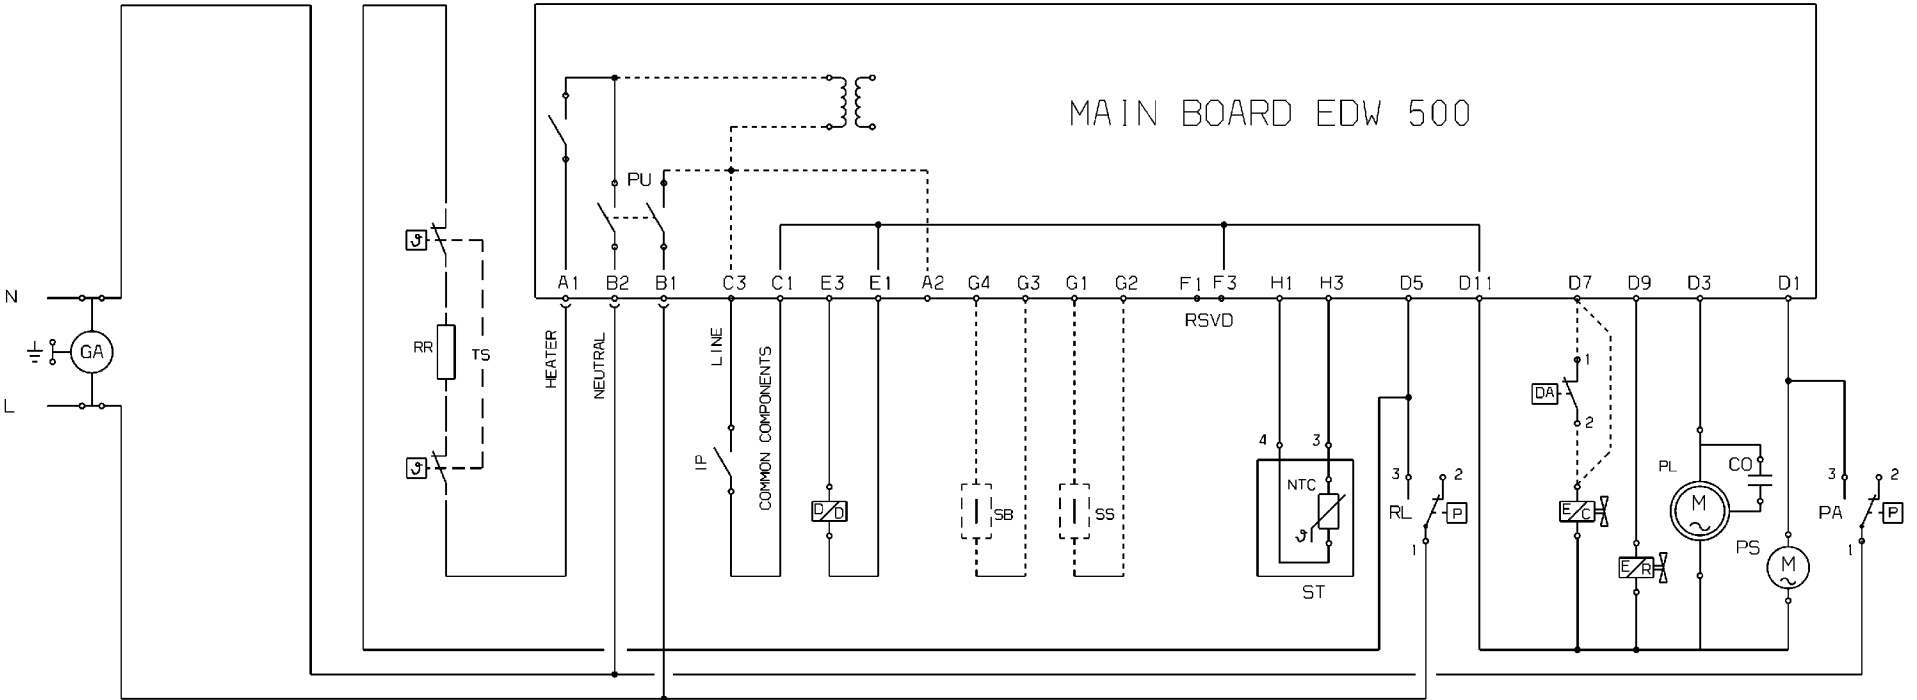 MAIN BOARD EDW 500
PU
A1 B2 B1 C3 C1 E3 E1 A2 G4 G3 G1 G2 F1 F3 H1 H3 D5 D11 D7 D9 D3 D1
RSVD
N
GA
L
ϑ
RR
TS
ϑ
HEATER
NEUTRAL
LINE
COMMON COMPONENTS
IP
D/D
SB
SS
4 3
NTC
ϑ
ST
3 2
RL
P
1
1
DA
2
E/C
E/R
PL
CO
M
PS
M
3 2
PA
P
1